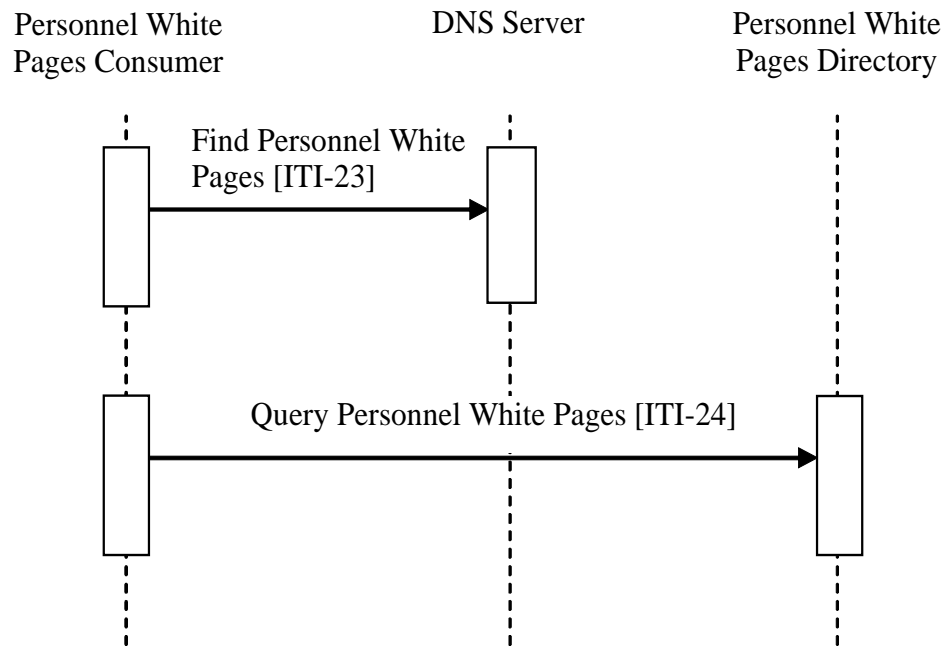 Personnel White
Pages Consumer
DNS Server
Personnel White
Pages Directory
Find Personnel White
Pages [ITI-23]
Query Personnel White Pages [ITI-24]